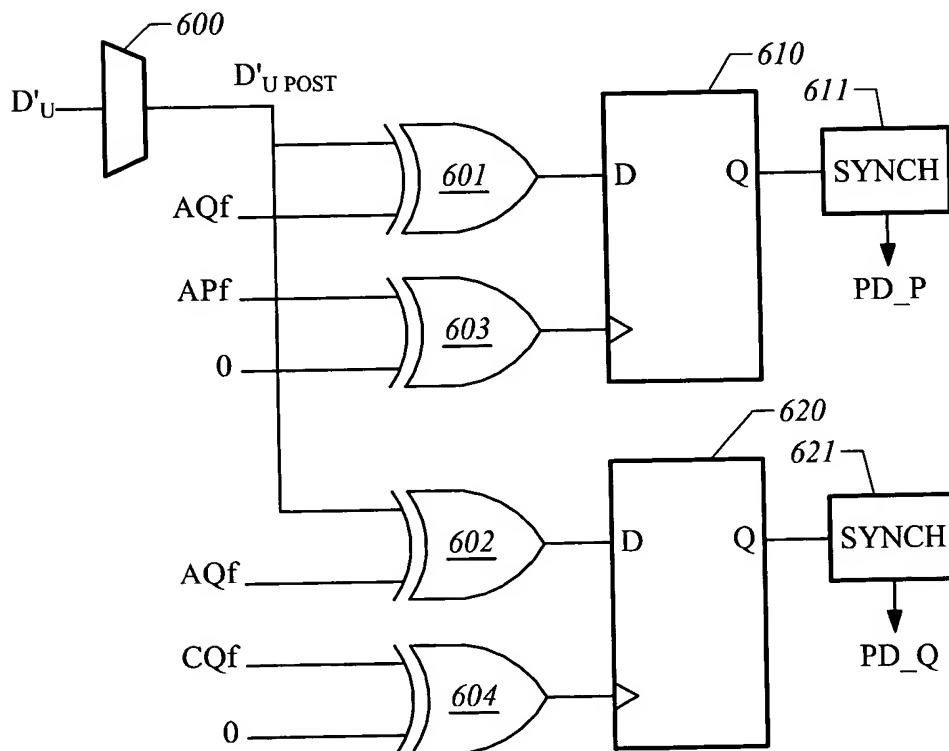 600
D'U
D'U POST
610
611
601
D
Q
SYNCH
AQf
APf
603
PD_P
0
620
621
602
D
Q
SYNCH
AQf
CQf
604
PD_Q
0